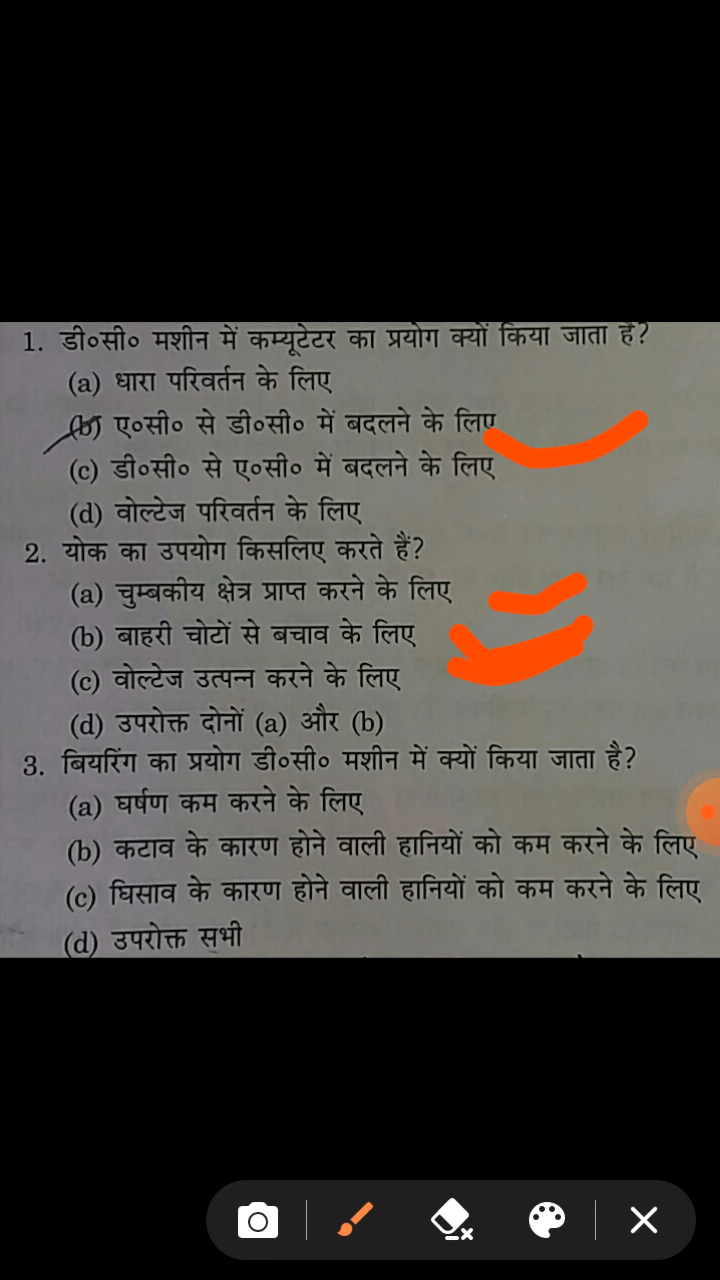 1. डी०सी० मशीन में कम्यूटेटर का प्रयोग क्यों किया जाता है?
(a) धारा परिवर्तन के लिए
(b) ए०सी० से डी०सी० में बदलने के लिए
(c) डी०सी० से ए०सी० में बदलने के लिए
(d) वोल्टेज परिवर्तन के लिए
2. योक का उपयोग किसलिए करते हैं?
(a) चुम्बकीय क्षेत्र प्राप्त करने के लिए
(b) बाहरी चोटों से बचाव के लिए
(c) वोल्टेज उत्पन्न करने के लिए
(d) उपरोक्त दोनों (a) और (b)
3. बियरिंग का प्रयोग डी०सी० मशीन में क्यों किया जाता है?
(a) घर्षण कम करने के लिए
(b) कटाव के कारण होने वाली हानियों को कम करने के लिए
(c) घिसाव के कारण होने वाली हानियों को कम करने के लिए
(d) उपरोक्त सभी